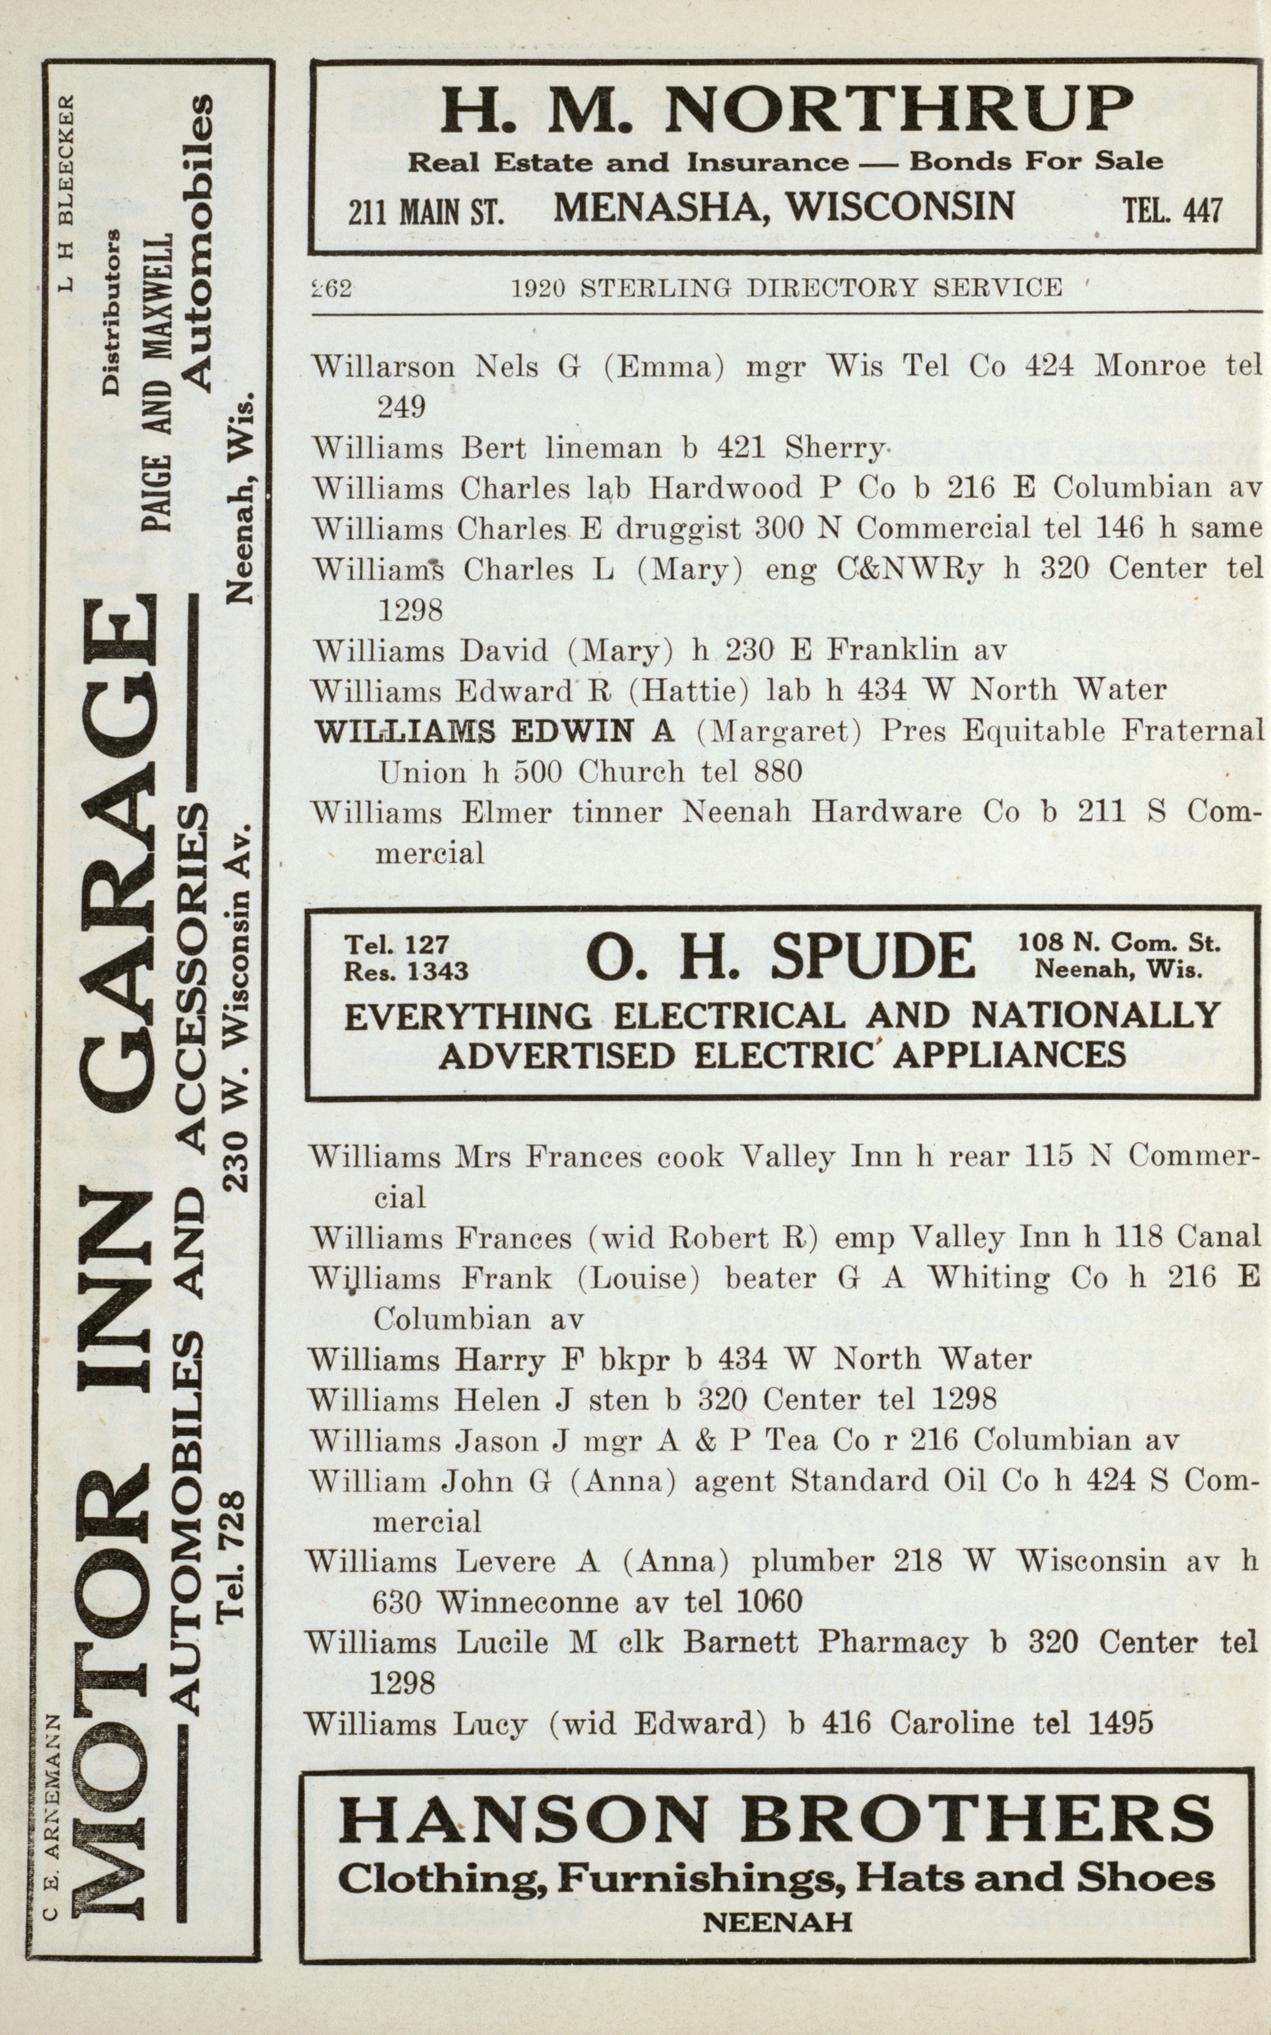 H. M. NORTHRUP
Real Estate and Insurance — Bonds For Sale
211 MAIN ST. MENASHA, WISCONSIN TEL. 447
262 1920 STERLING DIRECTORY SERVICE
Willarson Nels G (Emma) mgr Wis Tel Co 424 Monroe tel
249
Williams Bert lineman b 421 Sherry
Williams Charles lab Hardwood P Co b 216 E Columbian av
Williams Charles E druggist 300 N Commercial tel 146 h same
Williams Charles L (Mary) eng C&NWRy h 320 Center tel
1298
Williams David (Mary) h 230 E Franklin av
Williams Edward R (Hattie) lab h 434 W North Water
WILLIAMS EDWIN A (Margaret) Pres Equitable Fraternal
Union h 500 Church tel 880
Williams Elmer tinner Neenah Hardware Co b 211 S Com-
mercial
Tel. 127
Res. 1343
O. H. SPUDE
108 N. Com. St.
Neenah, Wis.
EVERYTHING ELECTRICAL AND NATIONALLY
ADVERTISED ELECTRIC APPLIANCES
Williams Mrs Frances cook Valley Inn h rear 115 N Commer-
cial
Williams Frances (wid Robert R) emp Valley Inn h 118 Canal
Williams Frank (Louise) beater G A Whiting Co h 216 E
Columbian av
Williams Harry F bkpr b 434 W North Water
Williams Helen J sten b 320 Center tel 1298
Williams Jason J mgr A & P Tea Co r 216 Columbian av
William John G (Anna) agent Standard Oil Co h 424 S Com-
mercial
Williams Levere A (Anna) plumber 218 W Wisconsin av h
630 Winneconne av tel 1060
Williams Lucile M clk Barnett Pharmacy b 320 Center tel
1298
Williams Lucy (wid Edward) b 416 Caroline tel 1495
HANSON BROTHERS
Clothing, Furnishings, Hats and Shoes
NEENAH
C E. ARNEMANN L H BLEECKER
MOTOR INN GARAGE
Distributors
PAIGE AND MAXWELL
Automobiles
AUTOMOBILES AND ACCESSORIES
Tel. 728 230 W. Wisconsin Av. Neenah, Wis.